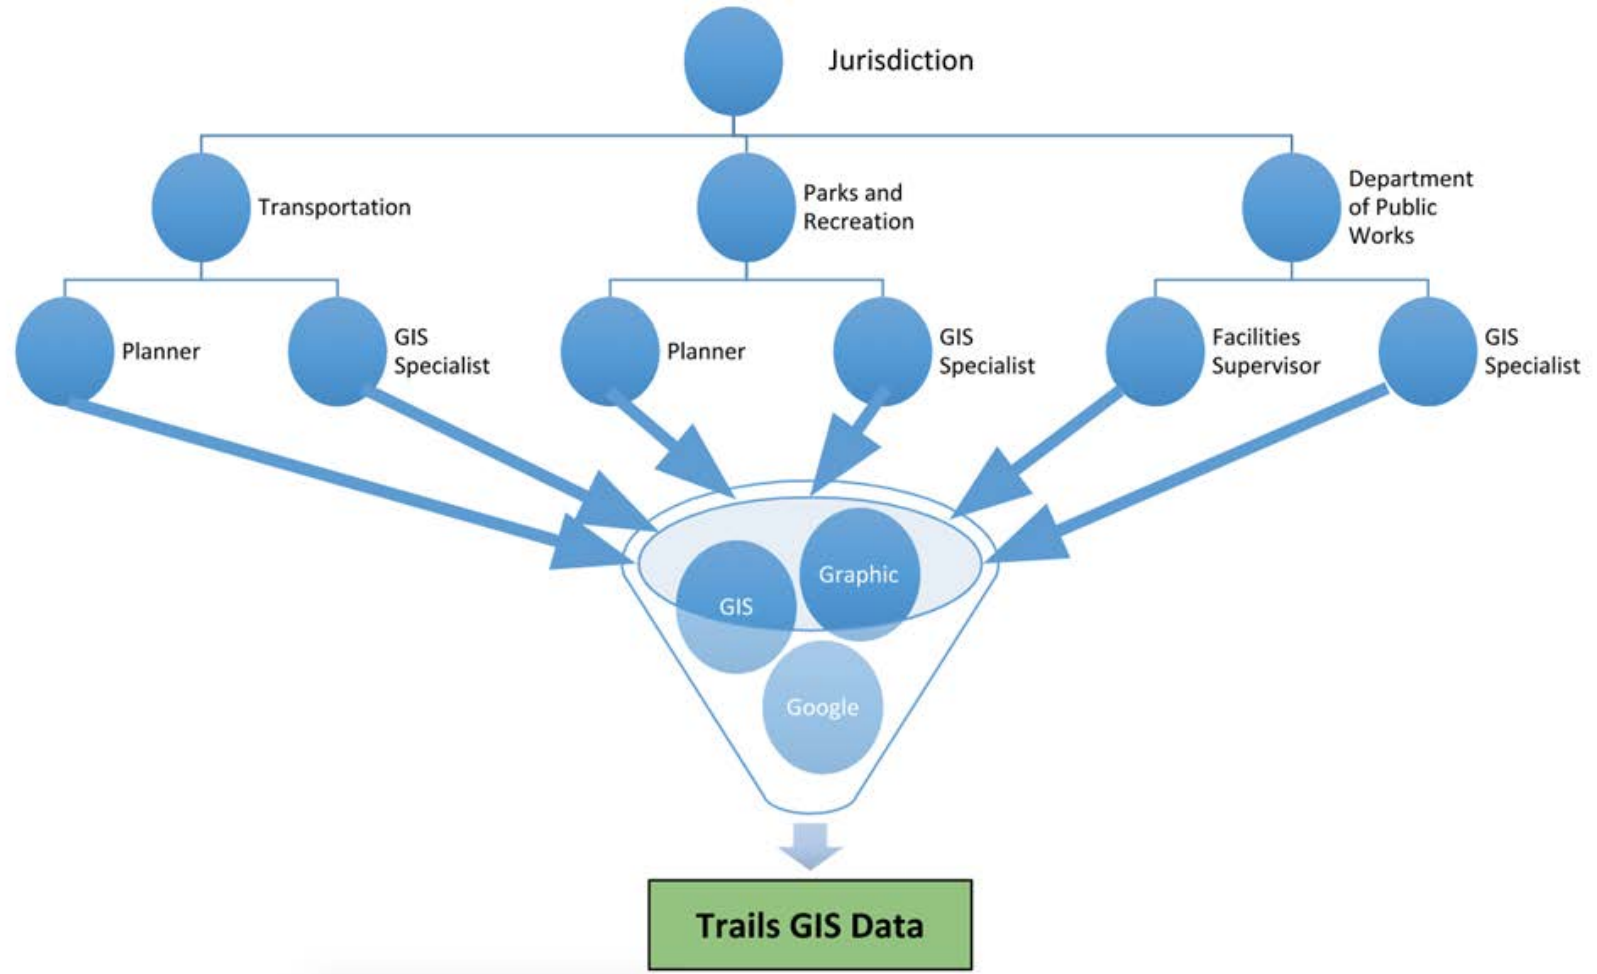 Jurisdiction
Transportation
Parks and
Recreation
Department
of Public
Works
Planner
GIS
Specialist
Planner
GIS
Specialist
Facilities
Supervisor
GIS
Specialist
Graphic
GIS
Google
Trails GIS Data